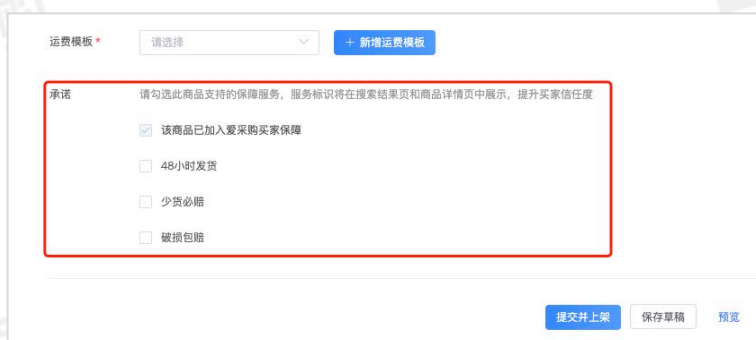 运费模板 * 请选择 + 新增运费模板
承诺 请勾选此商品支持的保障服务，服务标识将在搜索结果页和商品详情页中展示，提升买家信任度
该商品已加入爱采购买家保障
48小时发货
少货必赔
破损包赔
提交并上架 保存草稿 预览